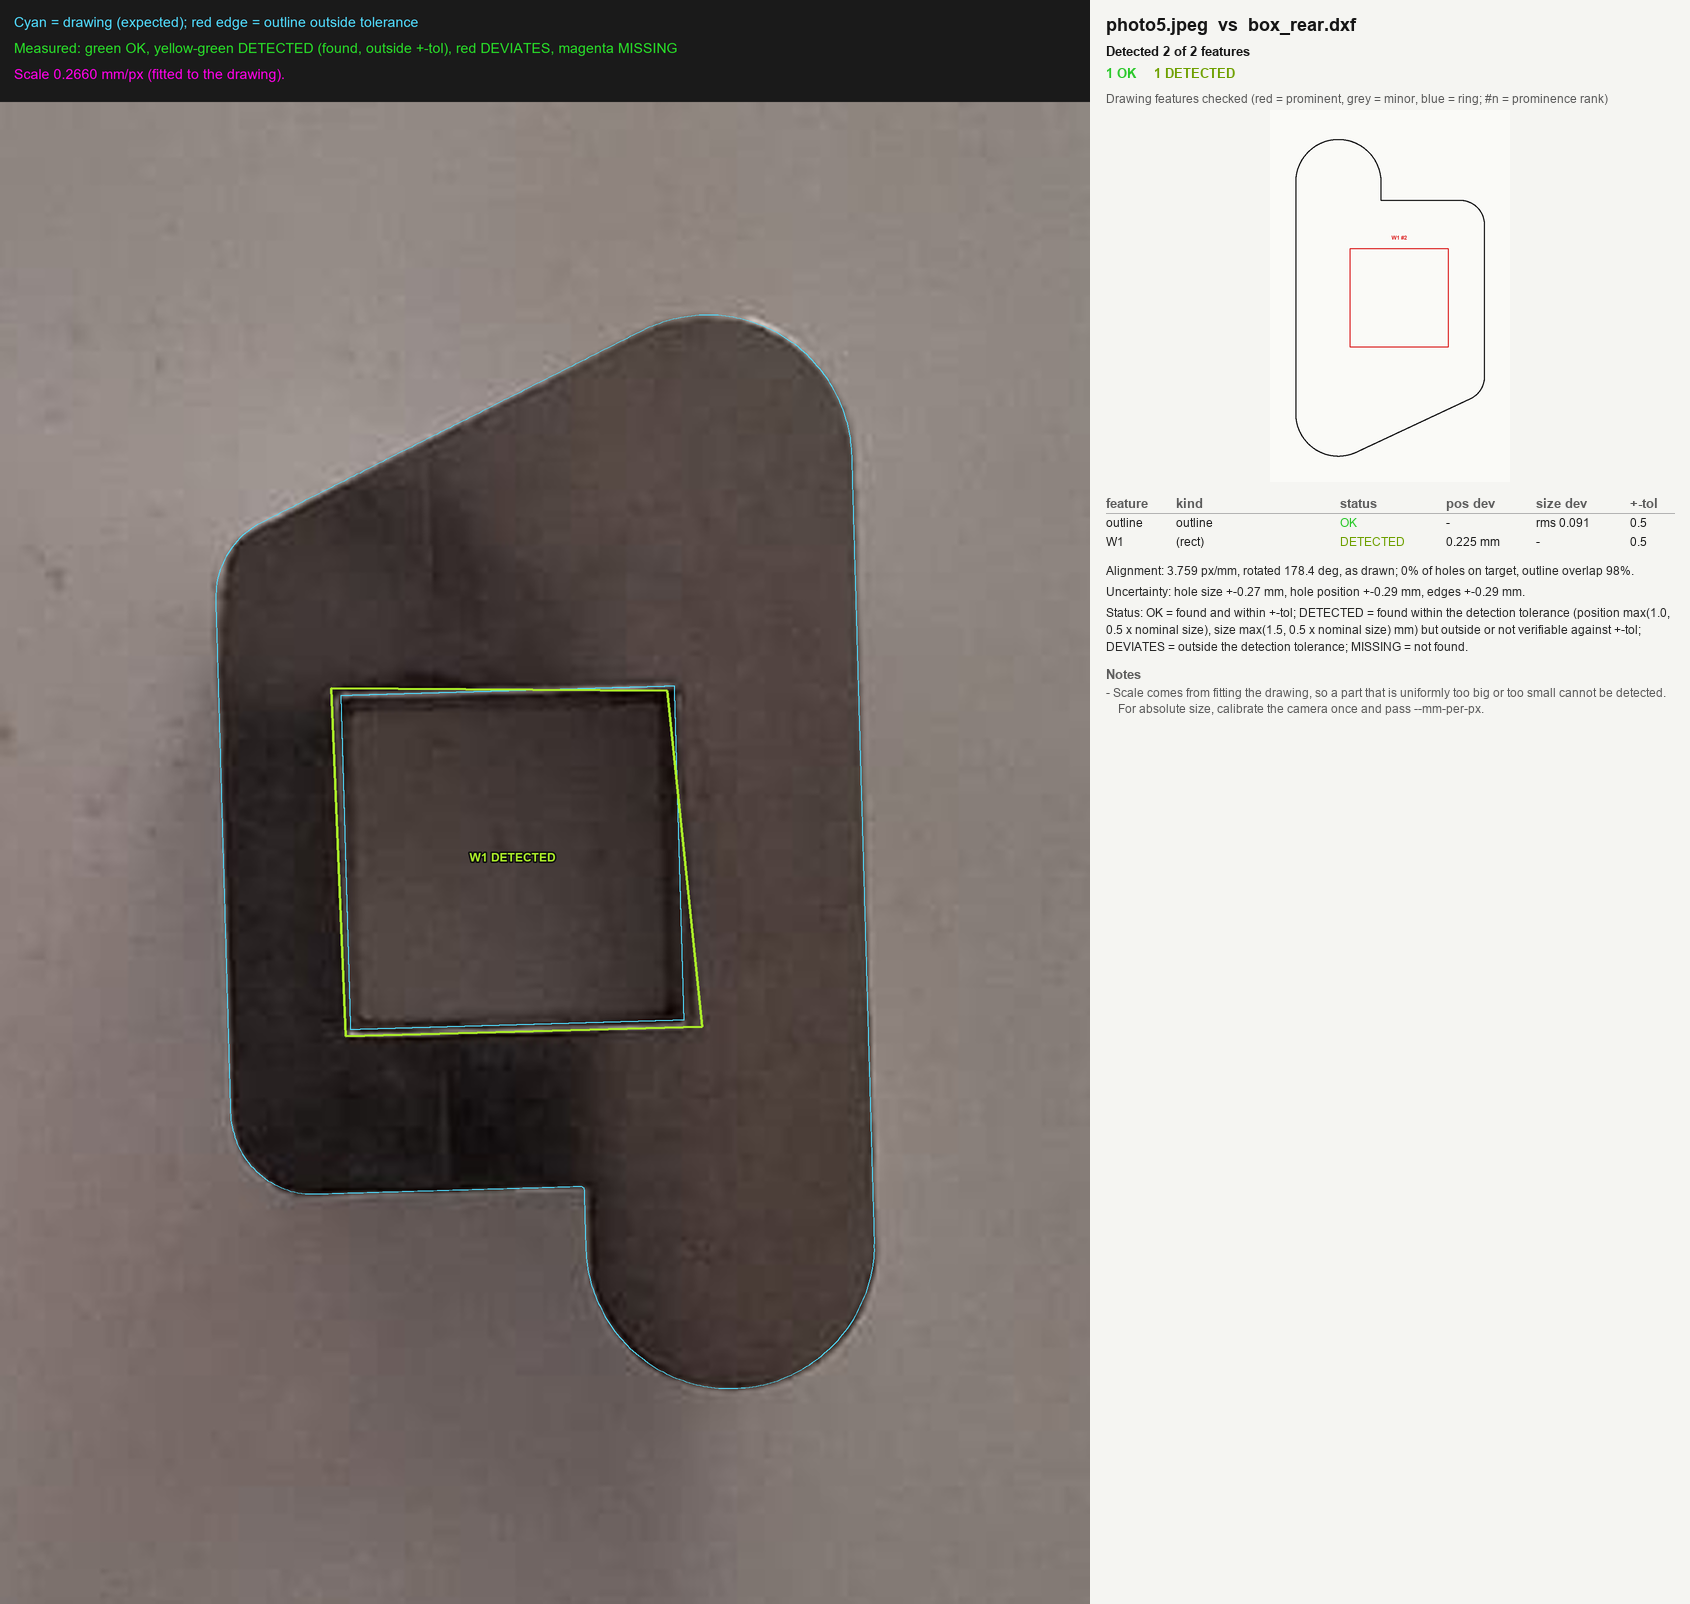 Cyan = drawing (expected); red edge = outline outside tolerance
Measured: green OK, yellow-green DETECTED (found, outside +-tol), red DEVIATES, magenta MISSING
Scale 0.2660 mm/px (fitted to the drawing).
W1 DETECTED
photo5.jpeg vs box_rear.dxf
Detected 2 of 2 features
1 OK 1 DETECTED
Drawing features checked (red = prominent, grey = minor, blue = ring; #n = prominence rank)
W1 #2
feature kind status pos dev size dev +-tol
outline outline OK - rms 0.091 0.5
W1 (rect) DETECTED 0.225 mm - 0.5
Alignment: 3.759 px/mm, rotated 178.4 deg, as drawn; 0% of holes on target, outline overlap 98%.
Uncertainty: hole size +-0.27 mm, hole position +-0.29 mm, edges +-0.29 mm.
Status: OK = found and within +-tol; DETECTED = found within the detection tolerance (position max(1.0,
0.5 x nominal size), size max(1.5, 0.5 x nominal size) mm) but outside or not verifiable against +-tol;
DEVIATES = outside the detection tolerance; MISSING = not found.
Notes
- Scale comes from fitting the drawing, so a part that is uniformly too big or too small cannot be detected.
For absolute size, calibrate the camera once and pass --mm-per-px.